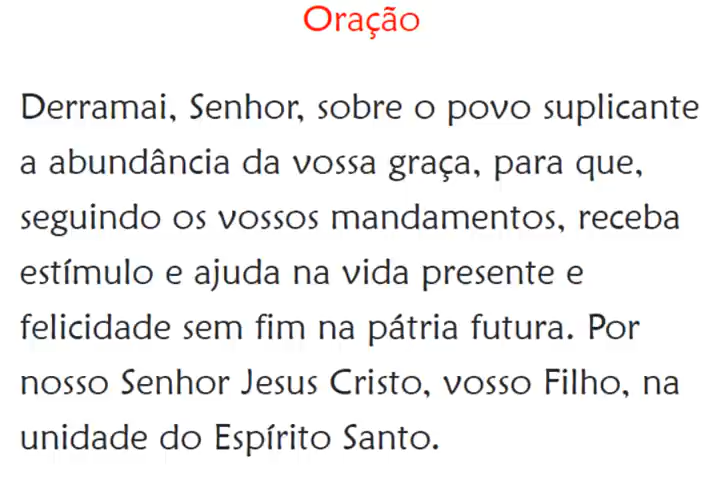 Oração
Derramai, Senhor, sobre o povo suplicante
a abundância da vossa graça, para que,
seguindo os vossos mandamentos, receba
estímulo e ajuda na vida presente e
felicidade sem fim na pátria futura. Por
nosso Senhor Jesus Cristo, vosso Filho, na
unidade do Espírito Santo.